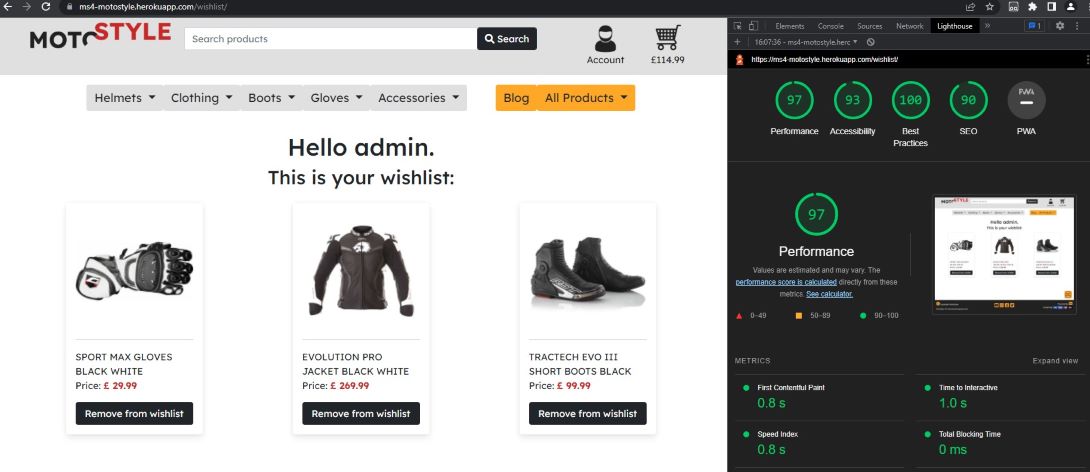 ms4-motostyle.herokuapp.com/wishlist/
MOTOSTYLE
Search products
Search
Account
£114.99
Helmets
Clothing
Boots
Gloves
Accessories
Blog
All Products
Hello admin.
This is your wishlist:
SPORT MAX GLOVES
BLACK WHITE
Price: £ 29.99
Remove from wishlist
EVOLUTION PRO
JACKET BLACK WHITE
Price: £ 269.99
Remove from wishlist
TRACTECH EVO III
SHORT BOOTS BLACK
Price: £ 99.99
Remove from wishlist
Elements Console Sources Network Lighthouse » 1
+ 16:07:36 - ms4-motostyle.herc
https://ms4-motostyle.herokuapp.com/wishlist/
97
Performance
93
Accessibility
100
Best
Practices
90
SEO
PWA
PWA
97
Performance
Values are estimated and may vary. The
performance score is calculated directly from these
metrics. See calculator.
0–49
50–89
90–100
Hello admin.
This is your wishlist
METRICS
Expand view
First Contentful Paint
0.8 s
Time to Interactive
1.0 s
Speed Index
0.8 s
Total Blocking Time
0 ms